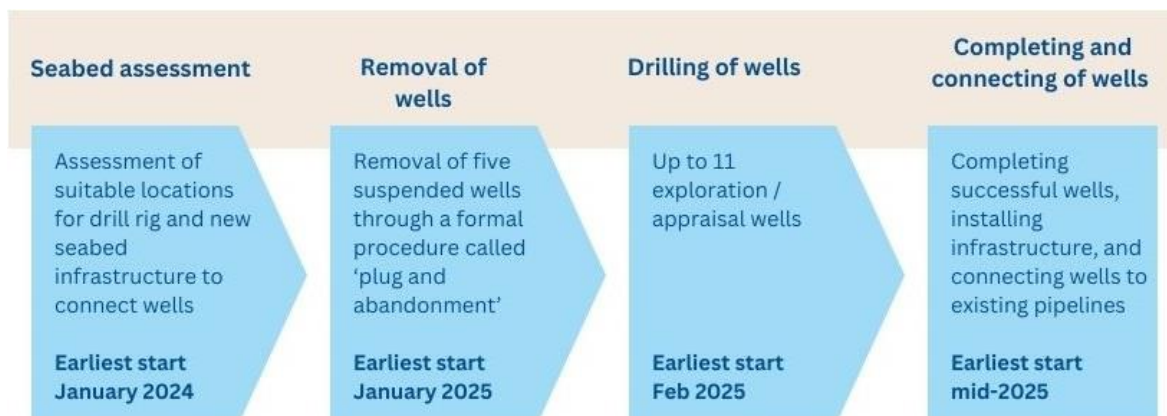 Seabed assessment
Removal of
wells
Drilling of wells
Completing and
connecting of wells
Assessment of
suitable locations
for drill rig and new
seabed
infrastructure to
connect wells
Earliest start
January 2024
Removal of five
suspended wells
through a formal
procedure called
‘plug and
abandonment’
Earliest start
January 2025
Up to 11
exploration /
appraisal wells
Earliest start
Feb 2025
Completing
successful wells,
installing
infrastructure, and
connecting wells to
existing pipelines
Earliest start
mid-2025